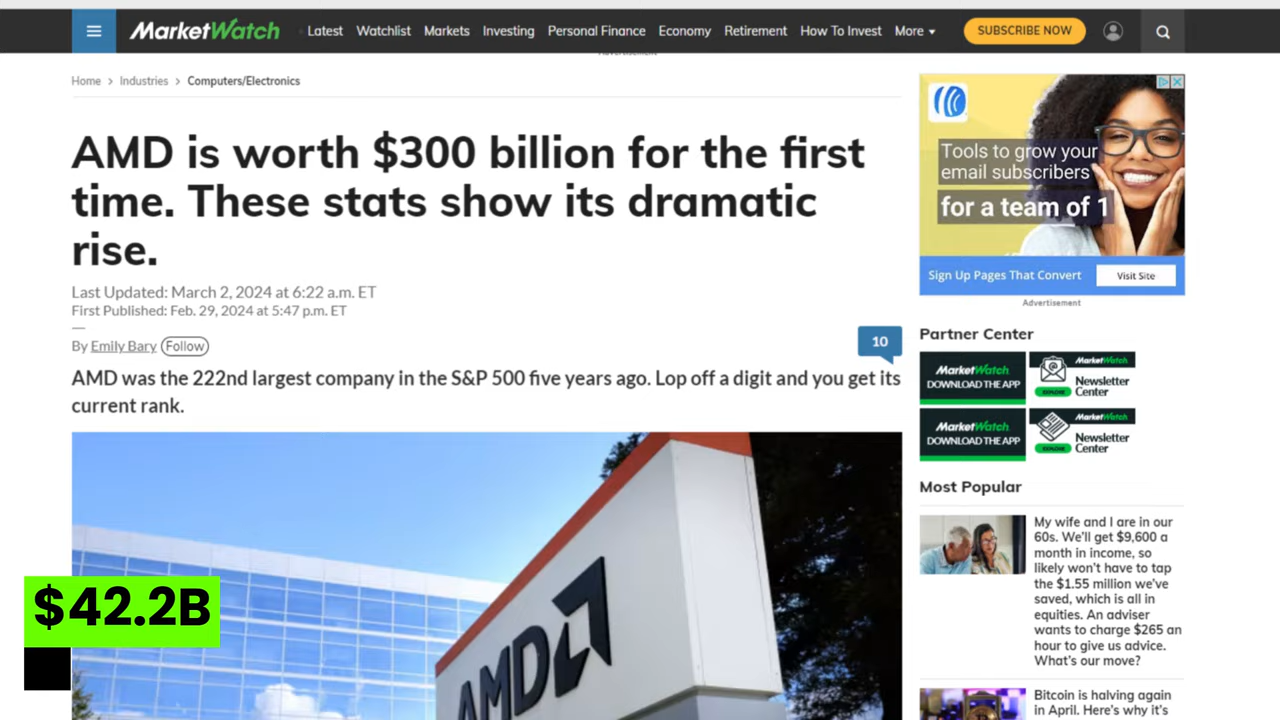 MarketWatch
Latest Watchlist Markets Investing Personal Finance Economy Retirement How To Invest More
SUBSCRIBE NOW
Advertisement
Home > Industries > Computers/Electronics
AMD is worth $300 billion for the first
time. These stats show its dramatic
rise.
Last Updated: March 2, 2024 at 6:22 a.m. ET
First Published: Feb. 29, 2024 at 5:47 p.m. ET
By Emily Bary Follow
10
AMD was the 222nd largest company in the S&P 500 five years ago. Lop off a digit and you get its
current rank.
AMD
$42.2B
Tools to grow your
email subscribers
for a team of 1
Sign Up Pages That Convert
Visit Site
Advertisement
Partner Center
MarketWatch
DOWNLOAD THE APP
MarketWatch
Newsletter
Center
EXPLORE
MarketWatch
DOWNLOAD THE APP
MarketWatch
Newsletter
Center
EXPLORE
Most Popular
My wife and I are in our
60s. We'll get $9,600 a
month in income, so
likely won't have to tap
the $1.55 million we've
saved, which is all in
equities. An adviser
wants to charge $265 an
hour to give us advice.
What's our move?
Bitcoin is halving again
in April. Here's why it's